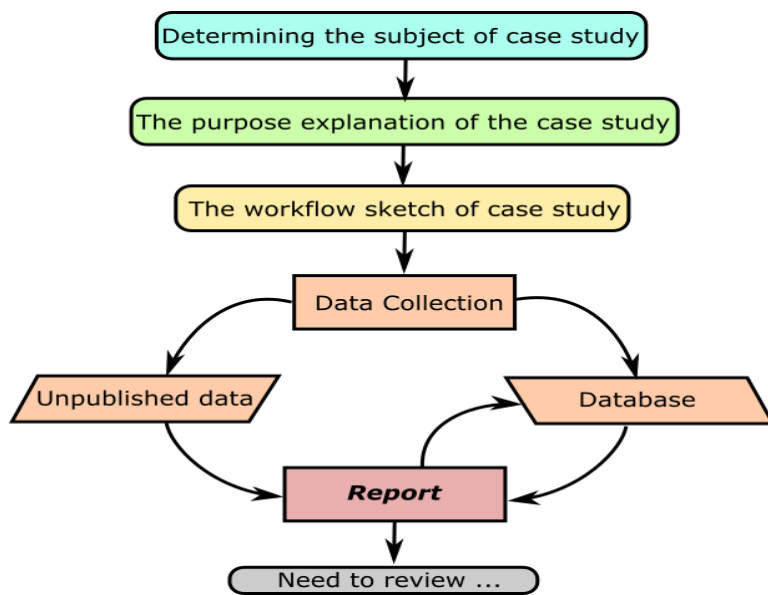 Determining the subject of case study
The purpose explanation of the case study
The workflow sketch of case study
Data Collection
Unpublished data
Database
Report
Need to review ...